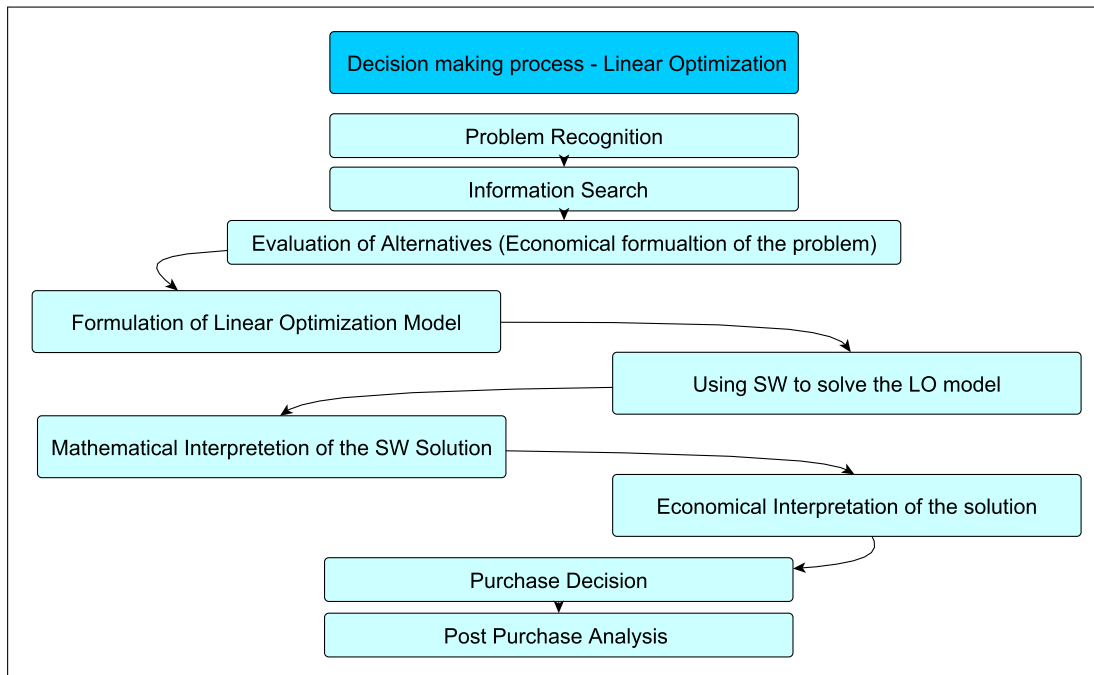 Decision making process - Linear Optimization
Problem Recognition
Information Search
Evaluation of Alternatives (Economical formualtion of the problem)
Formulation of Linear Optimization Model
Using SW to solve the LO model
Mathematical Interpretetion of the SW Solution
Economical Interpretation of the solution
Purchase Decision
Post Purchase Analysis